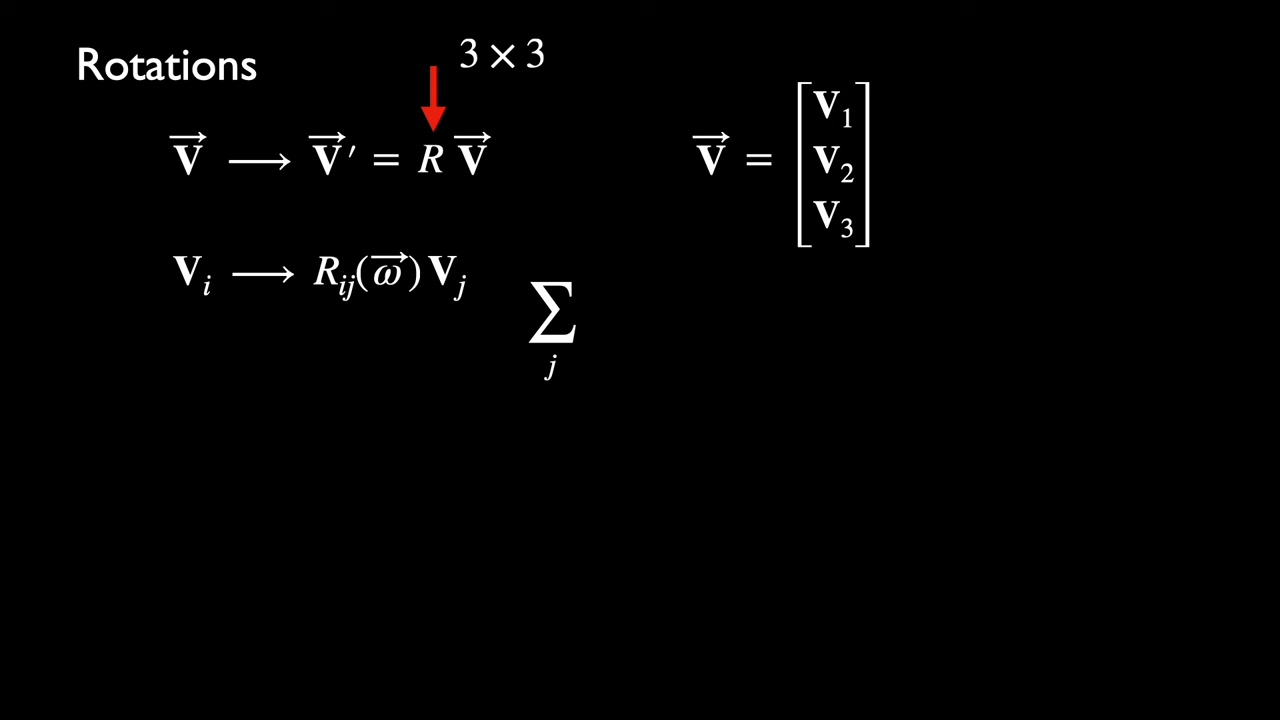 Rotations
3 × 3
V⃗ ⟶ V⃗ ′ = R V⃗
V⃗ = [V₁ V₂ V₃]
Vᵢ ⟶ Rᵢⱼ(ω⃗) Vⱼ
∑ⱼ